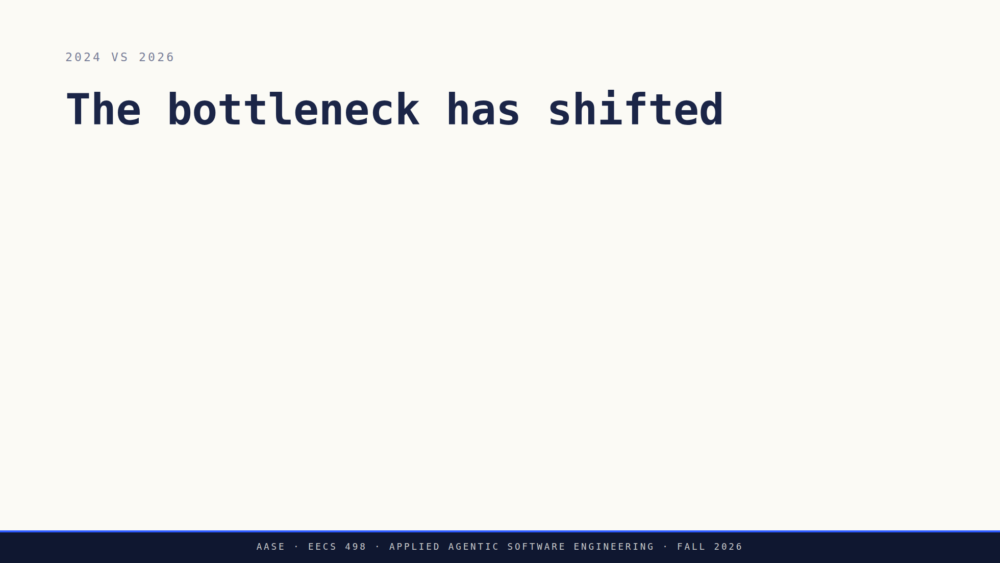 2024 VS 2026
The bottleneck has shifted
AASE · EECS 498 · APPLIED AGENTIC SOFTWARE ENGINEERING · FALL 2026